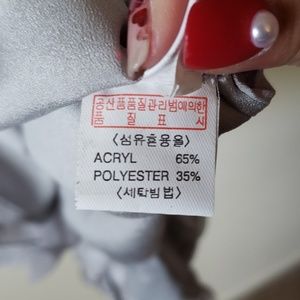 공산품품질관리법에의한
품 질 표 시
〈섬유혼용율〉
ACRYL 65%
POLYESTER 35%
〈세탁방법〉